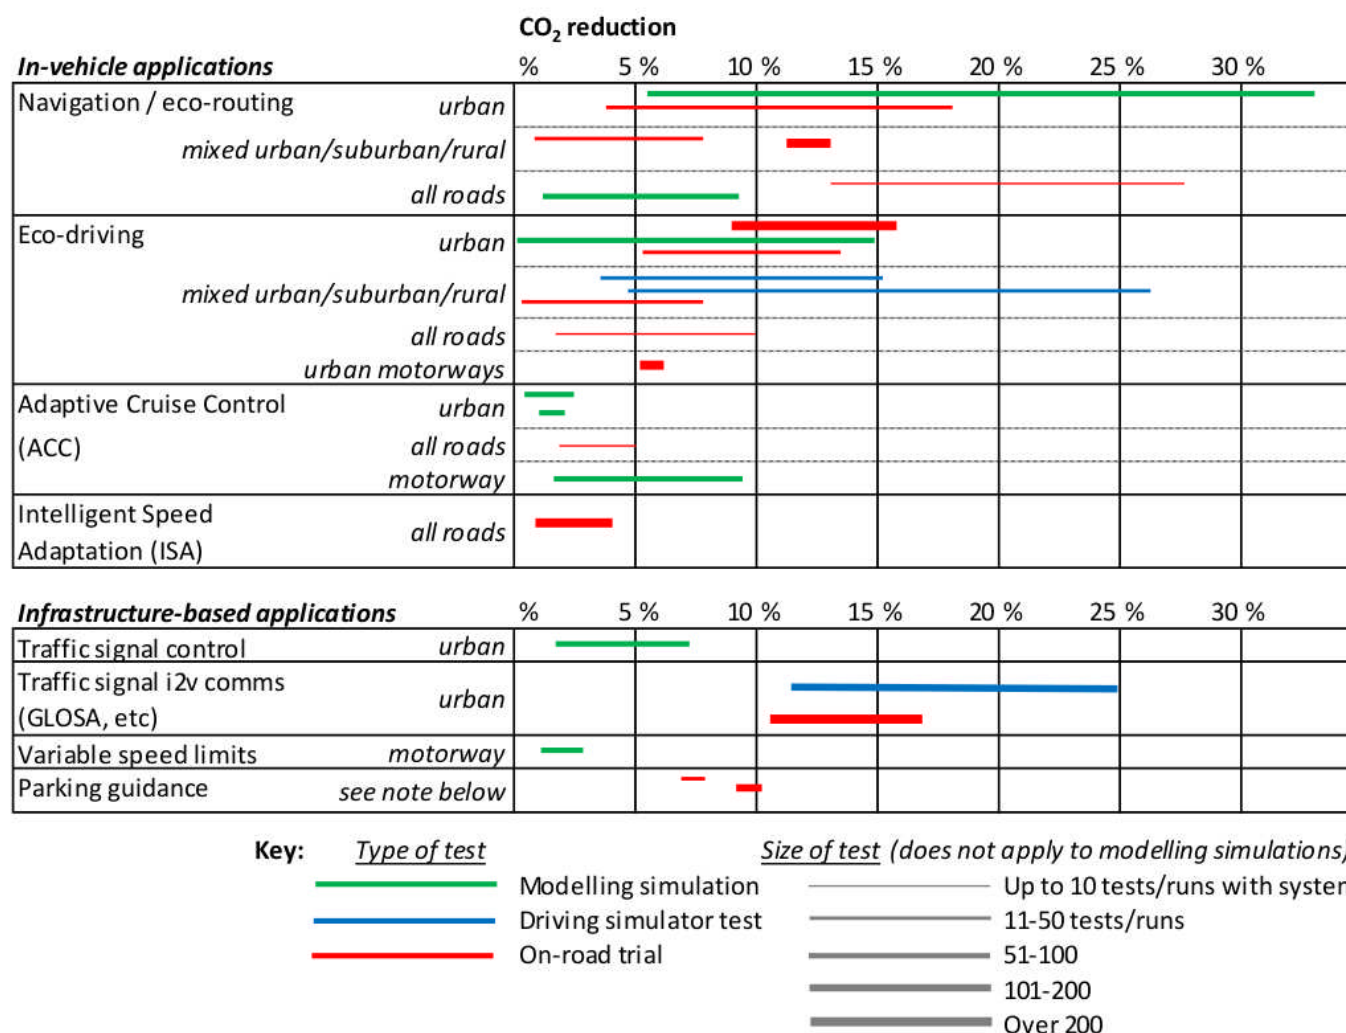 CO2 reduction
In-vehicle applications % 5 % 10 % 15 % 20 % 25 % 30 %
Navigation / eco-routing urban
mixed urban/suburban/rural
all roads
Eco-driving urban
mixed urban/suburban/rural
all roads
urban motorways
Adaptive Cruise Control urban
(ACC) all roads
motorway
Intelligent Speed
Adaptation (ISA) all roads
Infrastructure-based applications % 5 % 10 % 15 % 20 % 25 % 30 %
Traffic signal control urban
Traffic signal i2v comms
(GLOSA, etc) urban
Variable speed limits motorway
Parking guidance see note below
Key: Type of test Size of test (does not apply to modelling simulations)
Modelling simulation Up to 10 tests/runs with system
Driving simulator test 11-50 tests/runs
On-road trial 51-100
101-200
Over 200